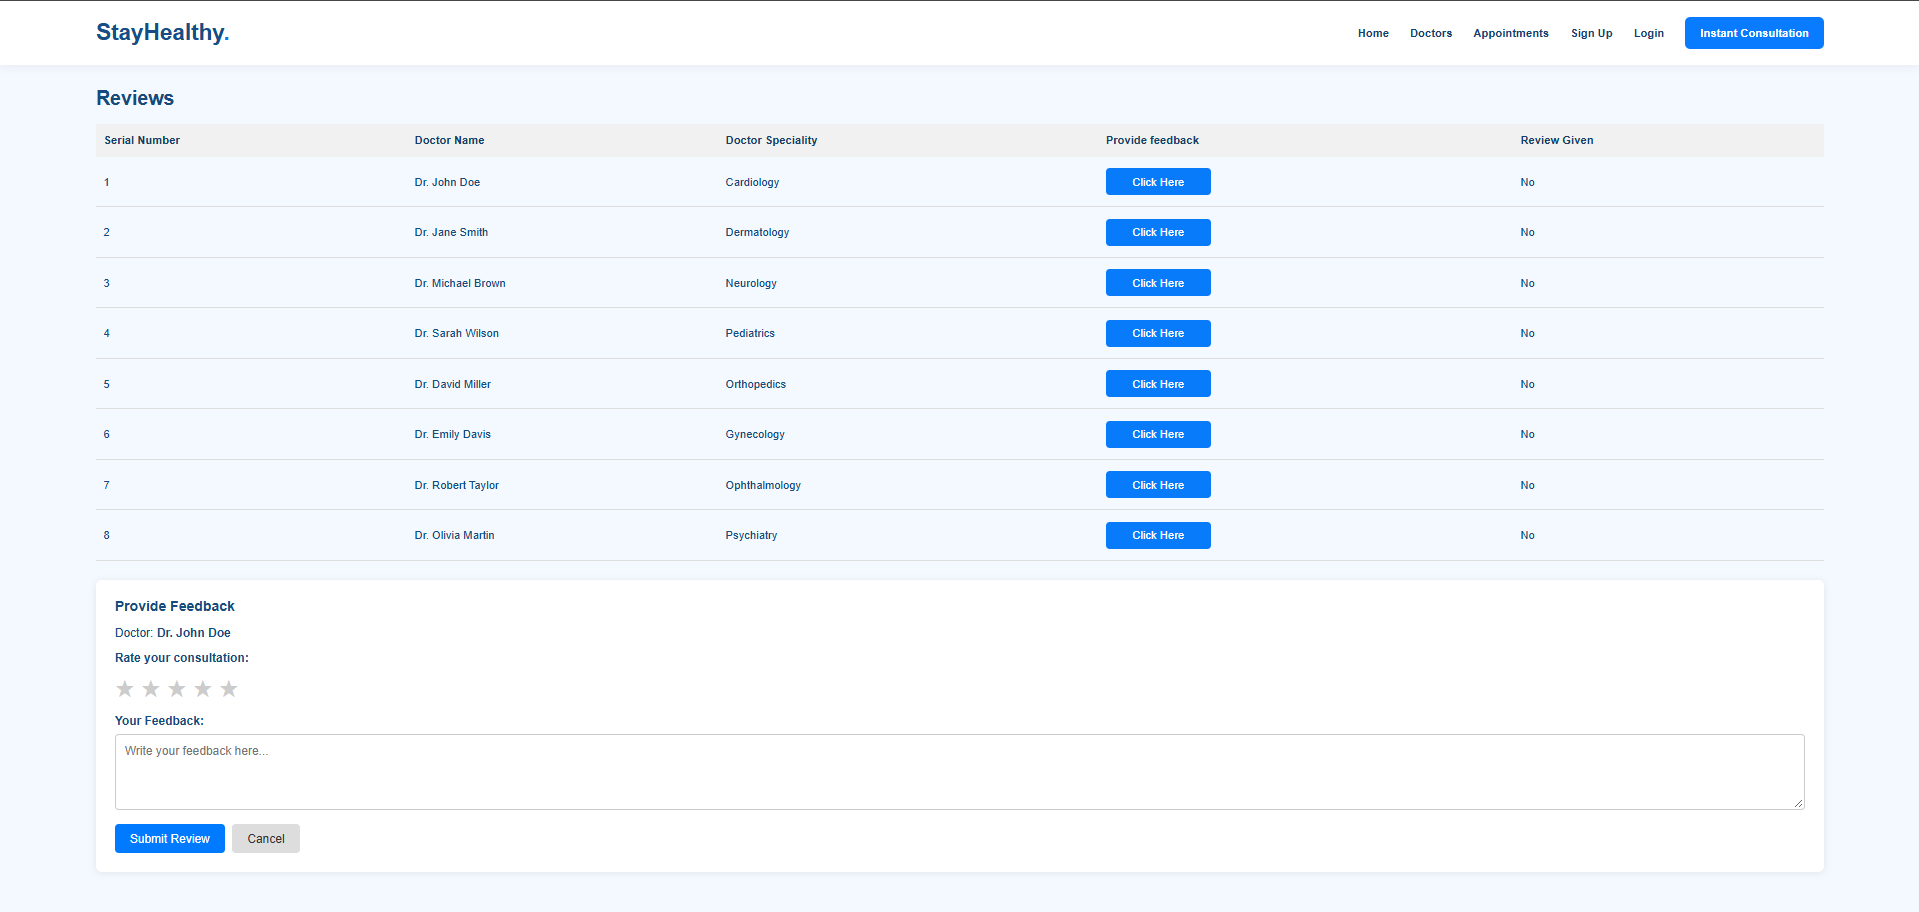 StayHealthy.
Home Doctors Appointments Sign Up Login Instant Consultation
Reviews
Serial Number Doctor Name Doctor Speciality Provide feedback Review Given
1 Dr. John Doe Cardiology Click Here No
2 Dr. Jane Smith Dermatology Click Here No
3 Dr. Michael Brown Neurology Click Here No
4 Dr. Sarah Wilson Pediatrics Click Here No
5 Dr. David Miller Orthopedics Click Here No
6 Dr. Emily Davis Gynecology Click Here No
7 Dr. Robert Taylor Ophthalmology Click Here No
8 Dr. Olivia Martin Psychiatry Click Here No
Provide Feedback
Doctor: Dr. John Doe
Rate your consultation:
★ ★ ★ ★ ★
Your Feedback:
Write your feedback here...
Submit Review Cancel